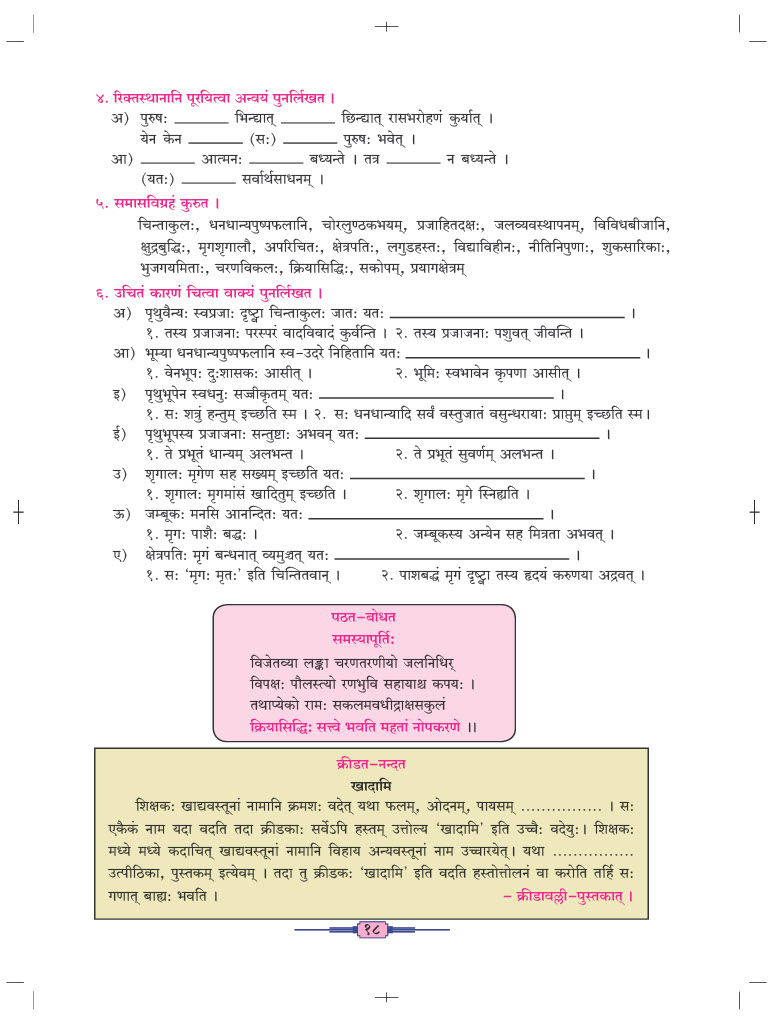 ४. रिक्तस्थानानि पूरयित्वा अन्वयं पुनर्लिखत ।
अ) पुरुषः ________ भिन्द्यात् ________ छिन्द्यात् रासभरोहणं कुर्यात् ।
येन केन ________ (सः) ________ पुरुषः भवेत् ।
आ) ________ आत्मनः ________ बध्यन्ते । तत्र ________ न बध्यन्ते ।
(यतः) ________ सर्वार्थसाधनम् ।
५. समासविग्रहं कुरुत ।
चिन्ताकुलः, धनधान्यपुष्पफलानि, चोरलुण्ठकभयम्, प्रजाहितदक्षः, जलव्यवस्थापनम्, विविधबीजानि,
क्षुद्रबुद्धिः, मृगशृगालौ, अपरिचितः, क्षेत्रपतिः, लगुडहस्तः, विद्याविहीनः, नीतिनिपुणाः, शुकसारिकाः,
भुजगयमिताः, चरणविकलः, क्रियासिद्धिः, सकोपम्, प्रयागक्षेत्रम्
६. उचितं कारणं चित्वा वाक्यं पुनर्लिखत ।
अ) पृथुवैन्यः स्वप्रजाः दृष्ट्वा चिन्ताकुलः जातः यतः ________ ।
१. तस्य प्रजाजनाः परस्परं वादविवादं कुर्वन्ति । २. तस्य प्रजाजनाः पशुवत् जीवन्ति ।
आ) भूम्या धनधान्यपुष्पफलानि स्व-उदरे निहितानि यतः ________ ।
१. वेनभूपः दुःशासकः आसीत् । २. भूमिः स्वभावेन कृपणा आसीत् ।
इ) पृथुभूपेन स्वधनुः सज्जीकृतम् यतः ________ ।
१. सः शत्रुं हन्तुम् इच्छति स्म । २. सः धनधान्यादि सर्वं वस्तुजातं वसुन्धरायाः प्राप्तुम् इच्छति स्म।
ई) पृथुभूपस्य प्रजाजनाः सन्तुष्टाः अभवन् यतः ________ ।
१. ते प्रभूतं धान्यम् अलभन्त । २. ते प्रभूतं सुवर्णम् अलभन्त ।
उ) शृगालः मृगेण सह सख्यम् इच्छति यतः ________ ।
१. शृगालः मृगमांसं खादितुम् इच्छति । २. शृगालः मृगे स्निह्यति ।
ऊ) जम्बूकः मनसि आनन्दितः यतः ________ ।
१. मृगः पाशैः बद्धः । २. जम्बूकस्य अन्येन सह मित्रता अभवत् ।
ए) क्षेत्रपतिः मृगं बन्धनात् व्यमुञ्चत् यतः ________ ।
१. सः ‘मृगः मृतः’ इति चिन्तितवान् । २. पाशबद्धं मृगं दृष्ट्वा तस्य हृदयं करुणया अद्रवत् ।
पठत-बोधत
समस्यापूर्तिः
विजेतव्या लङ्का चरणतरणीयो जलनिधिर्
विपक्षः पौलस्त्यो रणभुवि सहायाश्च कपयः ।
तथाप्येको रामः सकलमवधीद्राक्षसकुलं
क्रियासिद्धिः सत्त्वे भवति महतां नोपकरणे ।।
क्रीडत-नन्दत
खादामि
शिक्षकः खाद्यवस्तूनां नामानि क्रमशः वदेत् यथा फलम्, ओदनम्, पायसम् ................ । सः
एकैकं नाम यदा वदति तदा क्रीडकाः सर्वेऽपि हस्तम् उत्तोल्य ‘खादामि’ इति उच्चैः वदेयुः। शिक्षकः
मध्ये मध्ये कदाचित् खाद्यवस्तूनां नामानि विहाय अन्यवस्तूनां नाम उच्चारयेत्। यथा ................
उत्पीठिका, पुस्तकम् इत्येवम् । तदा तु क्रीडकः ‘खादामि’ इति वदति हस्तोत्तोलनं वा करोति तर्हि सः
गणात् बाह्यः भवति । – क्रीडावल्ली-पुस्तकात् ।
१८